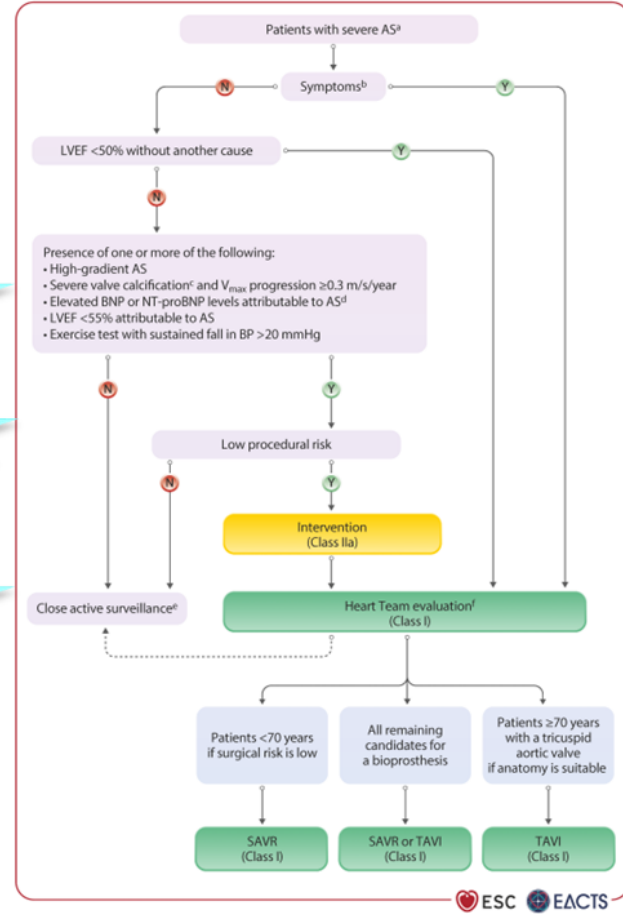 Patients with severe ASᵃ
Symptomsᵇ
N
Y
LVEF <50% without another cause
Y
N
Presence of one or more of the following:
• High-gradient AS
• Severe valve calcificationᶜ and Vmax progression ≥0.3 m/s/year
• Elevated BNP or NT-proBNP levels attributable to ASᵈ
• LVEF <55% attributable to AS
• Exercise test with sustained fall in BP >20 mmHg
N
Y
Low procedural risk
N
Y
Intervention
(Class IIa)
Close active surveillanceᵉ
Heart Team evaluationᶠ
(Class I)
Patients <70 years
if surgical risk is low
All remaining
candidates for
a bioprosthesis
Patients ≥70 years
with a tricuspid
aortic valve
if anatomy is suitable
SAVR
(Class I)
SAVR or TAVI
(Class I)
TAVI
(Class I)
ESC EACTS